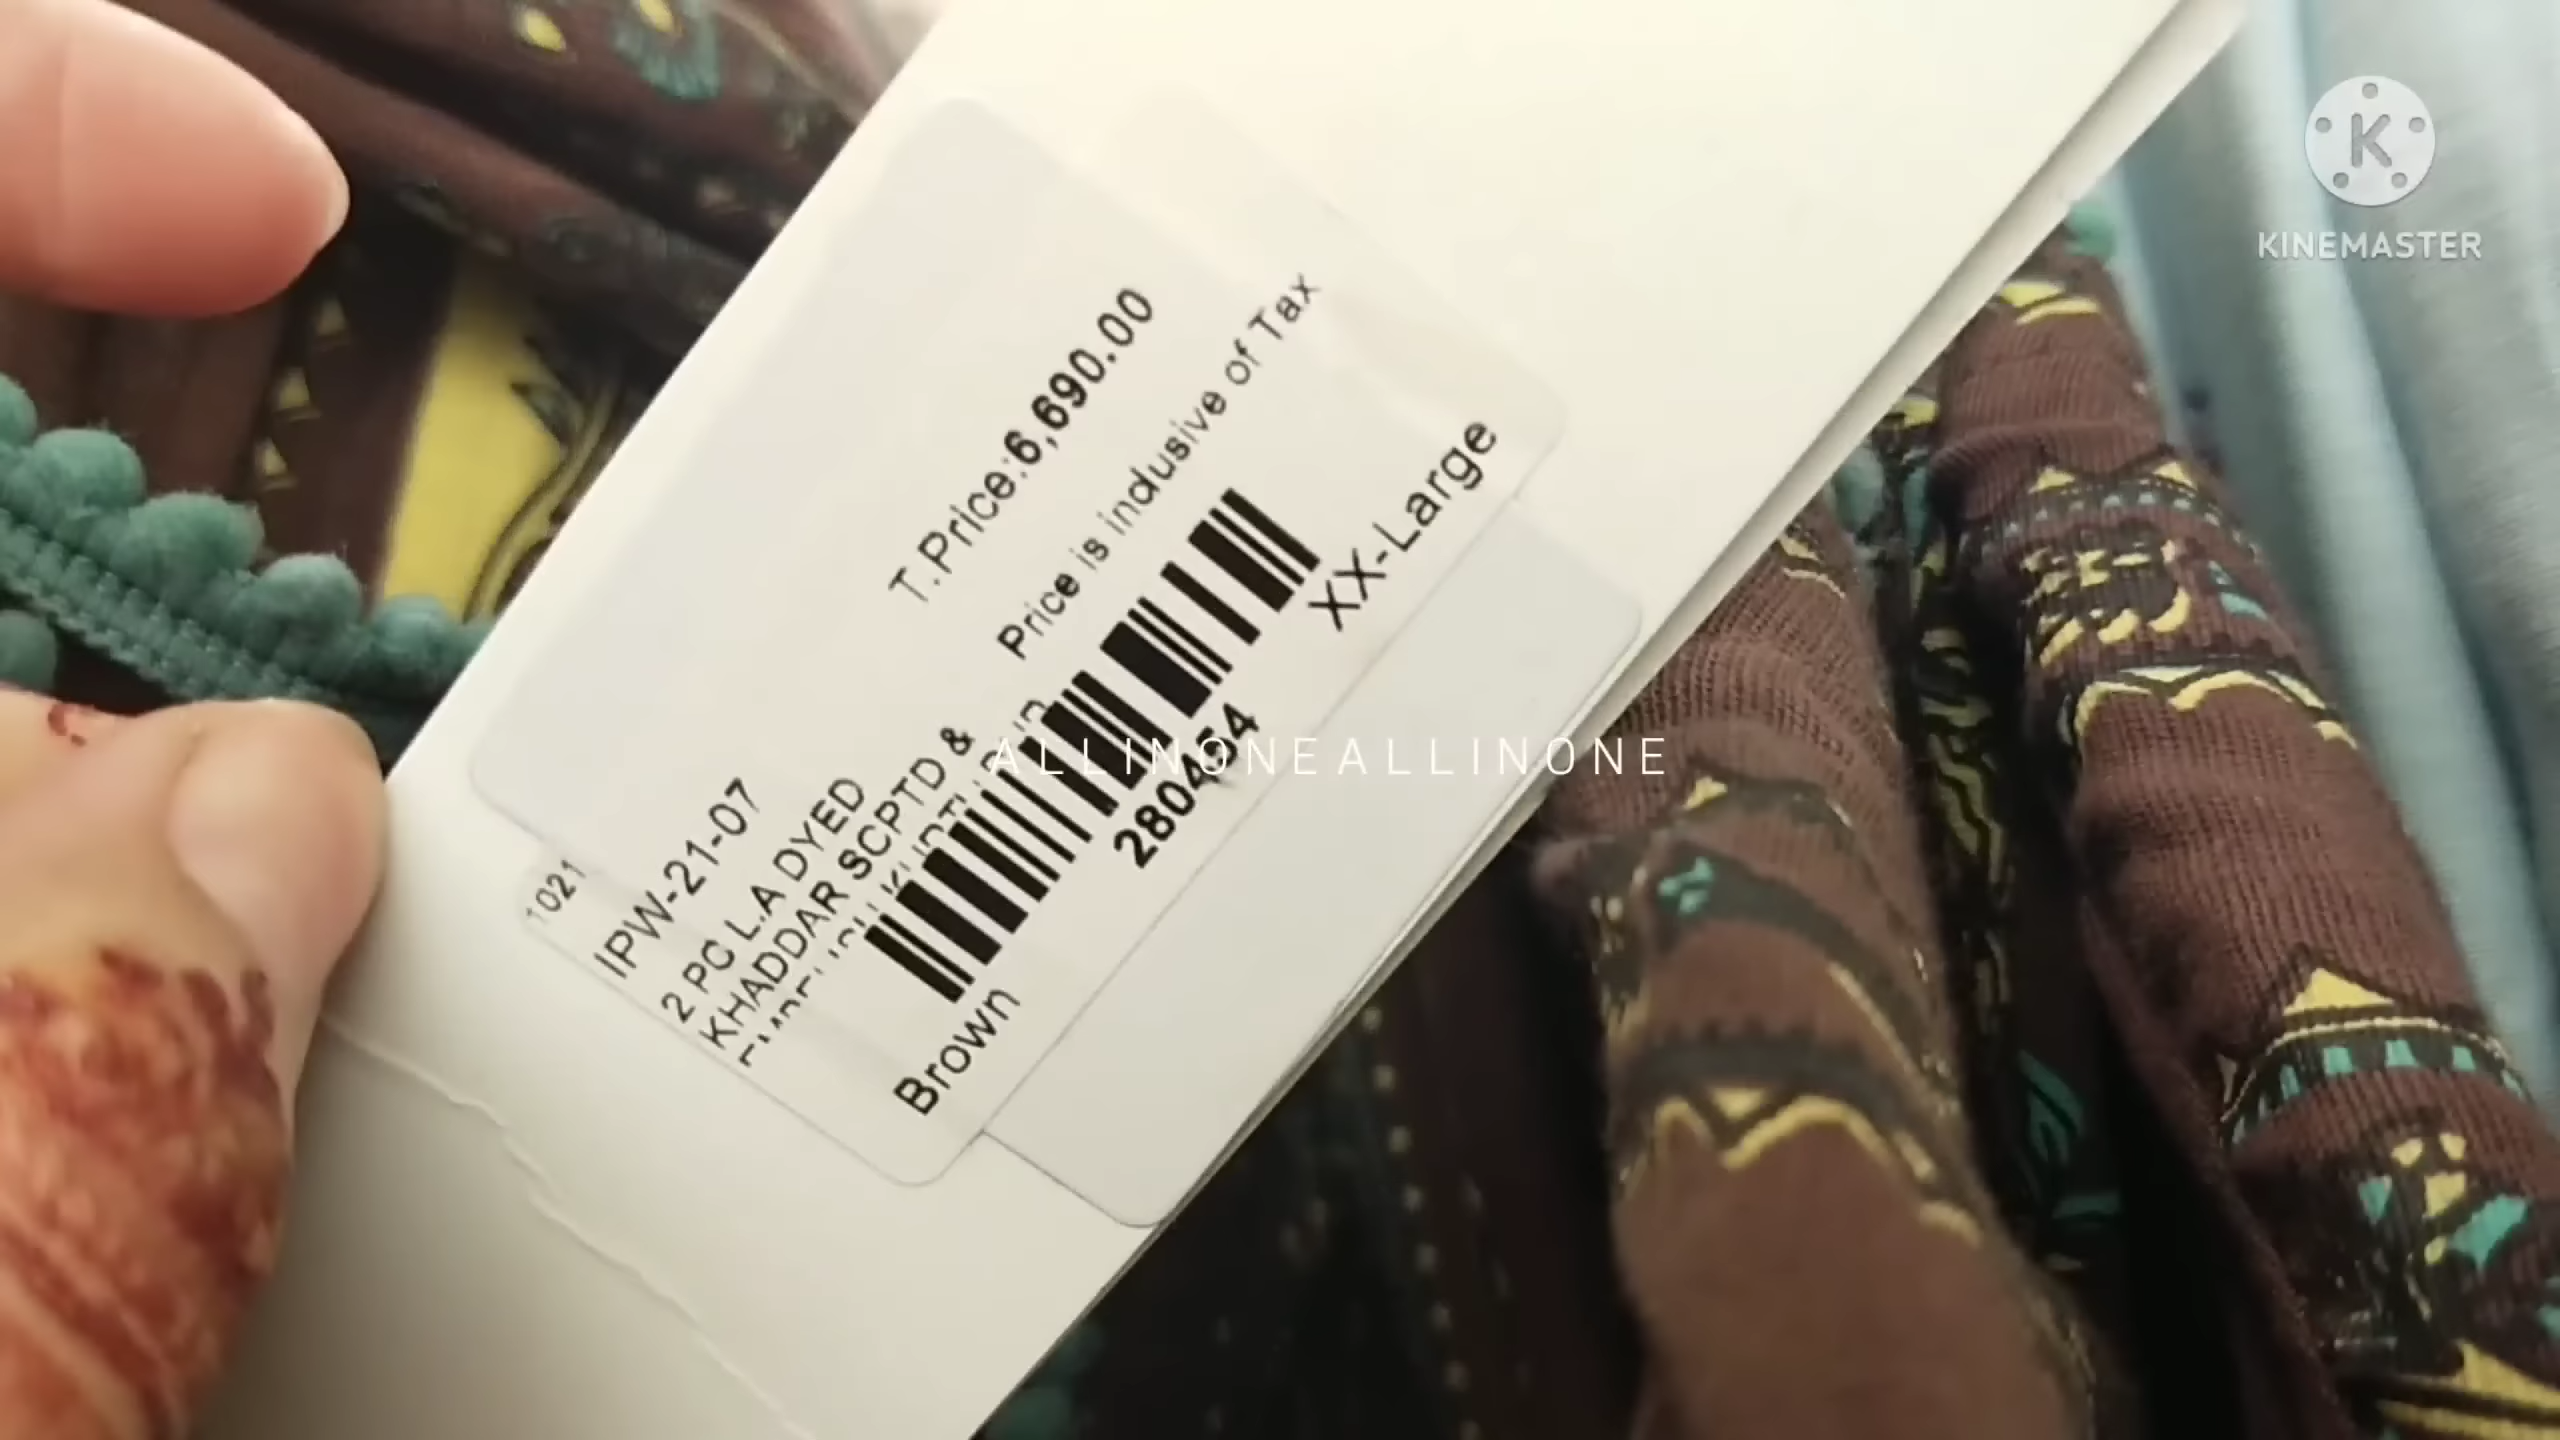 T.Price:6,690.00
Price is inclusive of Tax
1021
IPW-21-07
2 PC L.A DYED
KHADDAR SCPTD &
XX-Large
Brown
ALLINONEALLINONE
K
KINEMASTER